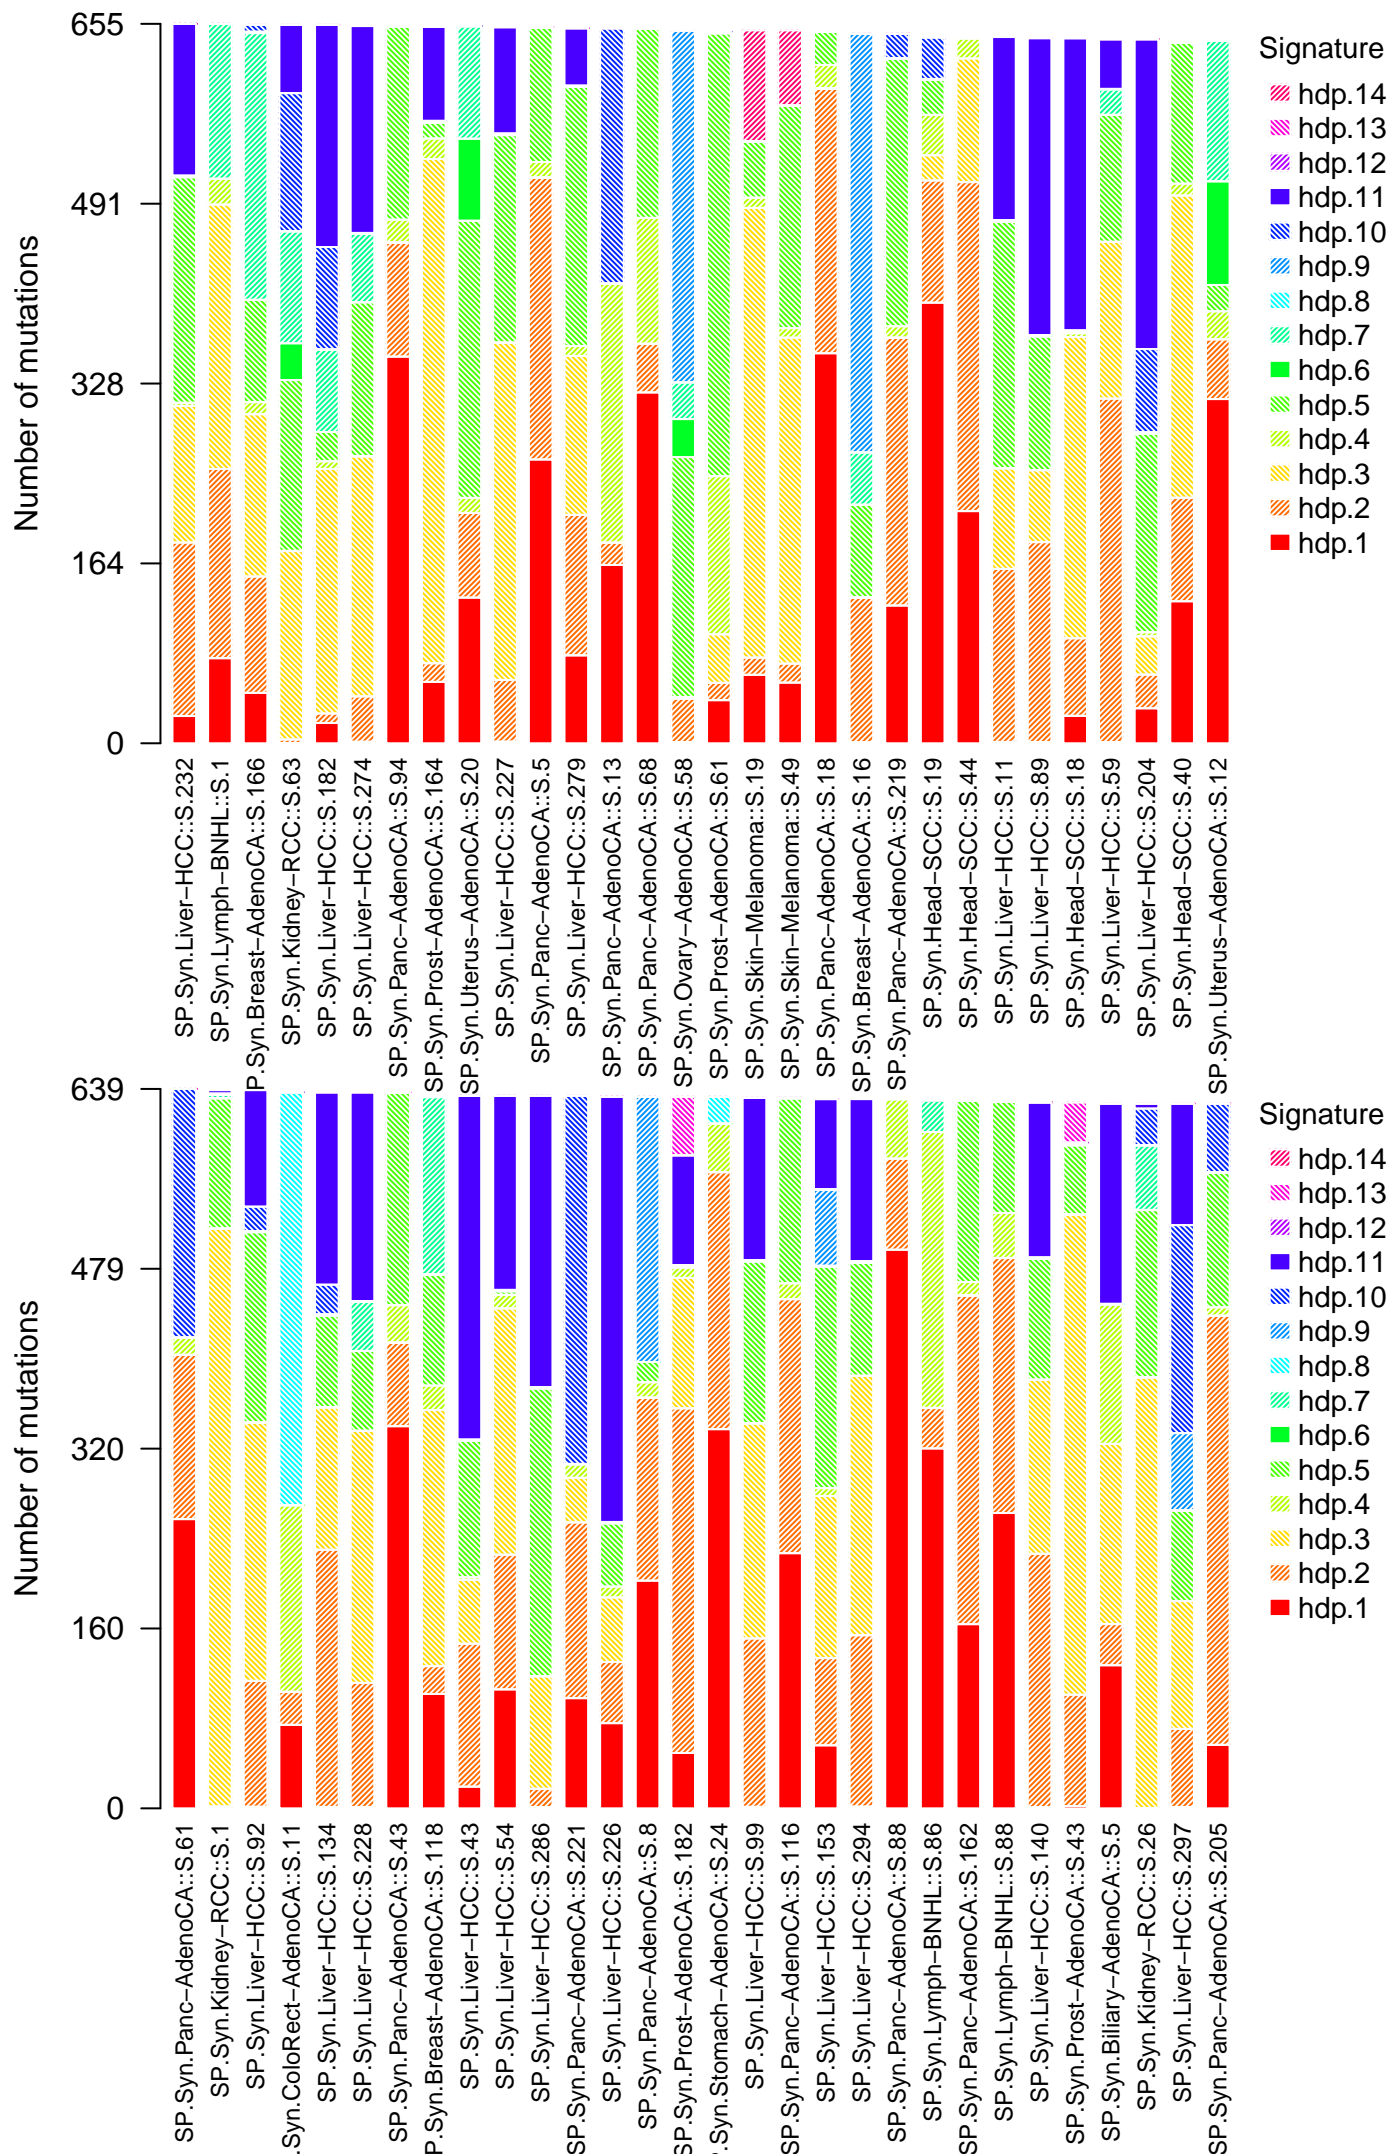 Number of mutations
655
491
328
164
0
Signature
hdp.14
hdp.13
hdp.12
hdp.11
hdp.10
hdp.9
hdp.8
hdp.7
hdp.6
hdp.5
hdp.4
hdp.3
hdp.2
hdp.1
SP.Syn.Liver−HCC::S.232
SP.Syn.Lymph−BNHL::S.1
P.Syn.Breast−AdenoCA::S.166
SP.Syn.Kidney−RCC::S.63
SP.Syn.Liver−HCC::S.182
SP.Syn.Liver−HCC::S.274
SP.Syn.Panc−AdenoCA::S.94
SP.Syn.Prost−AdenoCA::S.164
SP.Syn.Uterus−AdenoCA::S.20
SP.Syn.Liver−HCC::S.227
SP.Syn.Panc−AdenoCA::S.5
SP.Syn.Liver−HCC::S.279
SP.Syn.Panc−AdenoCA::S.13
SP.Syn.Panc−AdenoCA::S.68
SP.Syn.Ovary−AdenoCA::S.58
SP.Syn.Prost−AdenoCA::S.61
SP.Syn.Skin−Melanoma::S.19
SP.Syn.Skin−Melanoma::S.49
SP.Syn.Panc−AdenoCA::S.18
SP.Syn.Breast−AdenoCA::S.16
SP.Syn.Panc−AdenoCA::S.219
SP.Syn.Head−SCC::S.19
SP.Syn.Head−SCC::S.44
SP.Syn.Liver−HCC::S.11
SP.Syn.Liver−HCC::S.89
SP.Syn.Head−SCC::S.18
SP.Syn.Liver−HCC::S.59
SP.Syn.Liver−HCC::S.204
SP.Syn.Head−SCC::S.40
SP.Syn.Uterus−AdenoCA::S.12
Number of mutations
639
479
320
160
0
Signature
hdp.14
hdp.13
hdp.12
hdp.11
hdp.10
hdp.9
hdp.8
hdp.7
hdp.6
hdp.5
hdp.4
hdp.3
hdp.2
hdp.1
SP.Syn.Panc−AdenoCA::S.61
SP.Syn.Kidney−RCC::S.1
SP.Syn.Liver−HCC::S.92
.Syn.ColoRect−AdenoCA::S.11
SP.Syn.Liver−HCC::S.134
SP.Syn.Liver−HCC::S.228
SP.Syn.Panc−AdenoCA::S.43
P.Syn.Breast−AdenoCA::S.118
SP.Syn.Liver−HCC::S.43
SP.Syn.Liver−HCC::S.54
SP.Syn.Liver−HCC::S.286
SP.Syn.Panc−AdenoCA::S.221
SP.Syn.Liver−HCC::S.226
SP.Syn.Panc−AdenoCA::S.8
SP.Syn.Prost−AdenoCA::S.182
P.Syn.Stomach−AdenoCA::S.24
SP.Syn.Liver−HCC::S.99
SP.Syn.Panc−AdenoCA::S.116
SP.Syn.Liver−HCC::S.153
SP.Syn.Liver−HCC::S.294
SP.Syn.Panc−AdenoCA::S.88
SP.Syn.Lymph−BNHL::S.86
SP.Syn.Panc−AdenoCA::S.162
SP.Syn.Lymph−BNHL::S.88
SP.Syn.Liver−HCC::S.140
SP.Syn.Prost−AdenoCA::S.43
SP.Syn.Biliary−AdenoCA::S.5
SP.Syn.Kidney−RCC::S.26
SP.Syn.Liver−HCC::S.297
SP.Syn.Panc−AdenoCA::S.205